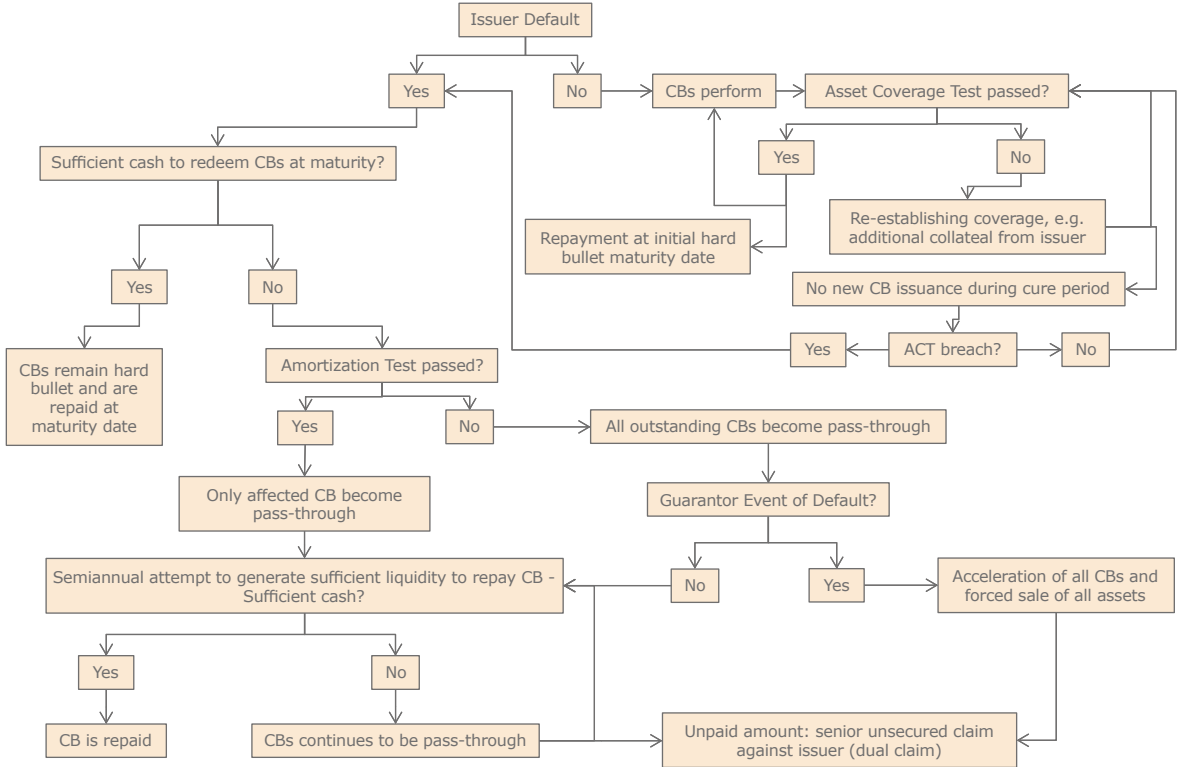 Issuer Default
Yes
No
CBs perform
Asset Coverage Test passed?
Sufficient cash to redeem CBs at maturity?
Yes
No
Re-establishing coverage, e.g.
additional collateal from issuer
Repayment at initial hard
bullet maturity date
No new CB issuance during cure period
Yes
No
Yes
ACT breach?
No
CBs remain hard
bullet and are
repaid at
maturity date
Amortization Test passed?
Yes
No
All outstanding CBs become pass-through
Only affected CB become
pass-through
Guarantor Event of Default?
Semiannual attempt to generate sufficient liquidity to repay CB -
Sufficient cash?
No
Yes
Acceleration of all CBs and
forced sale of all assets
Yes
No
CB is repaid
CBs continues to be pass-through
Unpaid amount: senior unsecured claim
against issuer (dual claim)